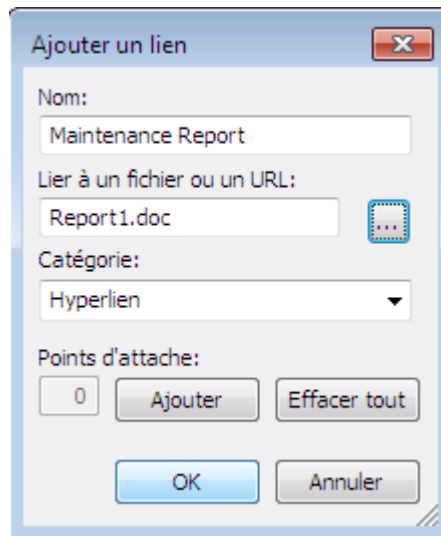 Ajouter un lien
Nom:
Maintenance Report
Lier à un fichier ou un URL:
Report1.doc
...
Catégorie:
Hyperlien
Points d'attache:
0 Ajouter Effacer tout
OK Annuler